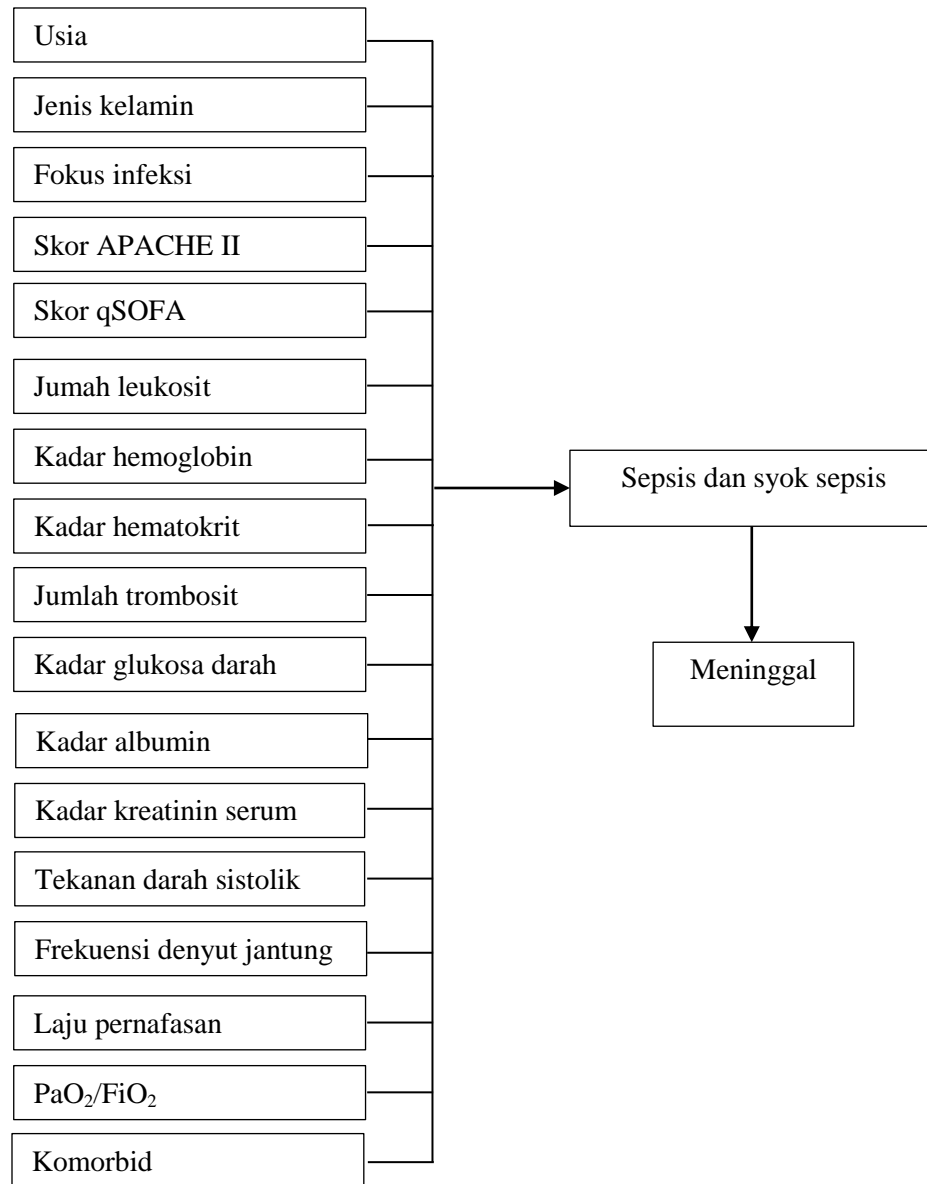 Usia
Jenis kelamin
Fokus infeksi
Skor APACHE II
Skor qSOFA
Jumah leukosit
Kadar hemoglobin
Kadar hematokrit
Jumlah trombosit
Kadar glukosa darah
Kadar albumin
Kadar kreatinin serum
Tekanan darah sistolik
Frekuensi denyut jantung
Laju pernafasan
PaO₂/FiO₂
Komorbid
Sepsis dan syok sepsis
Meninggal